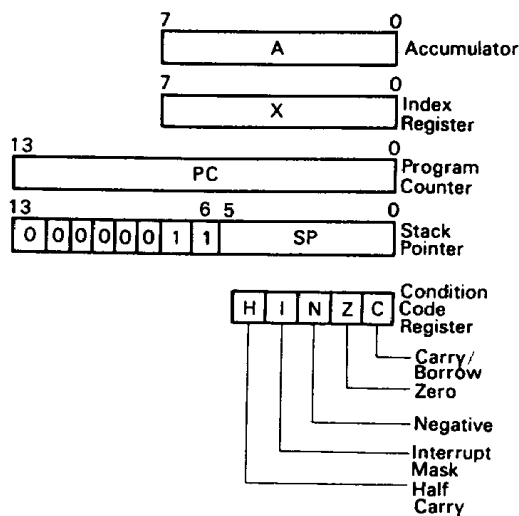 7 0
A Accumulator
7 0
X Index
Register
13 0
PC Program
Counter
13 6 5 0
0 0 0 0 0 0 1 1 SP Stack
Pointer
Condition
Code
Register
H I N Z C
Carry/
Borrow
Zero
Negative
Interrupt
Mask
Half
Carry